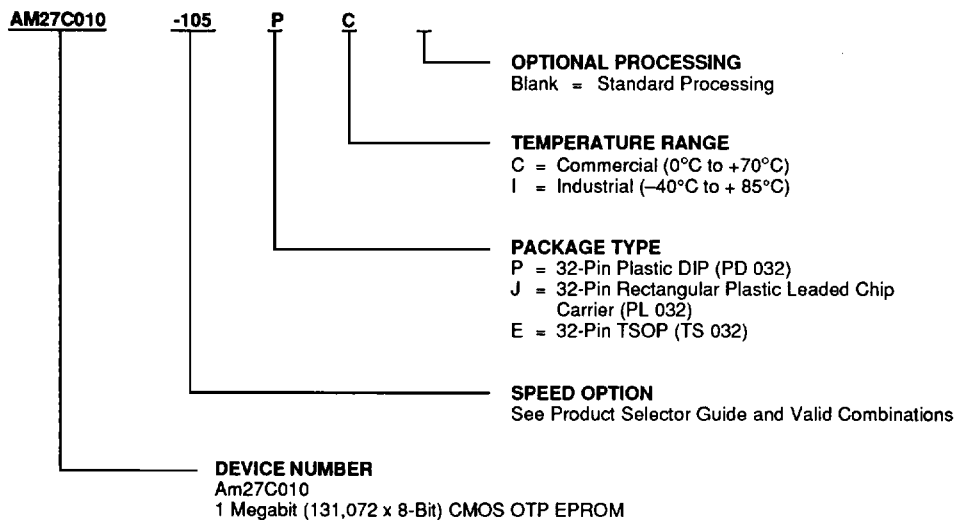 AM27C010 -105 P C
OPTIONAL PROCESSING
Blank = Standard Processing
TEMPERATURE RANGE
C = Commercial (0°C to +70°C)
I = Industrial (–40°C to + 85°C)
PACKAGE TYPE
P = 32-Pin Plastic DIP (PD 032)
J = 32-Pin Rectangular Plastic Leaded Chip
Carrier (PL 032)
E = 32-Pin TSOP (TS 032)
SPEED OPTION
See Product Selector Guide and Valid Combinations
DEVICE NUMBER
Am27C010
1 Megabit (131,072 x 8-Bit) CMOS OTP EPROM